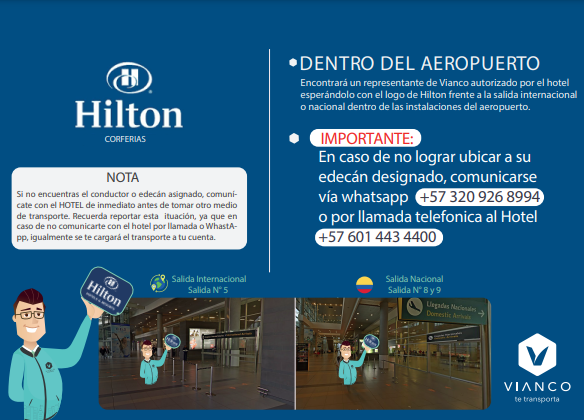 Hilton
CORFERIAS
NOTA
Si no encuentras el conductor o edecán asignado, comuní-
cate con el HOTEL de inmediato antes de tomar otro medio
de transporte. Recuerda reportar esta ituación, ya que en
caso de no comunicarte con el hotel por llamada o WhastA-
pp, igualmente se te cargará el transporte a tu cuenta.
DENTRO DEL AEROPUERTO
Encontrará un representante de Vianco autorizado por el hotel
esperándolo con el logo de Hilton frente a la salida internacional
o nacional dentro de las instalaciones del aeropuerto.
IMPORTANTE:
En caso de no lograr ubicar a su
edecán designado, comunicarse
vía whatsapp +57 320 926 8994
o por llamada telefonica al Hotel
+57 601 443 4400
Salida Internacional
Salida N° 5
Salida Nacional
Salida N° 8 y 9
Hilton
Hilton
Hilton
Llegadas Nacionales
Domestic Arrivals
VIANCO
te transporta